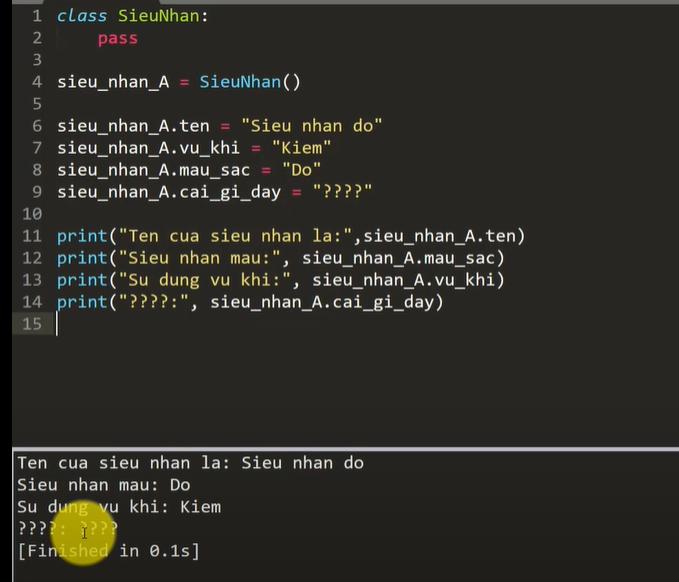 1 class SieuNhan:
2     pass
3
4 sieu_nhan_A = SieuNhan()
5
6 sieu_nhan_A.ten = "Sieu nhan do"
7 sieu_nhan_A.vu_khi = "Kiem"
8 sieu_nhan_A.mau_sac = "Do"
9 sieu_nhan_A.cai_gi_day = "????"
10
11 print("Ten cua sieu nhan la:",sieu_nhan_A.ten)
12 print("Sieu nhan mau:", sieu_nhan_A.mau_sac)
13 print("Su dung vu khi:", sieu_nhan_A.vu_khi)
14 print("????:", sieu_nhan_A.cai_gi_day)
15
Ten cua sieu nhan la: Sieu nhan do
Sieu nhan mau: Do
Su dung vu khi: Kiem
????: ????
[Finished in 0.1s]